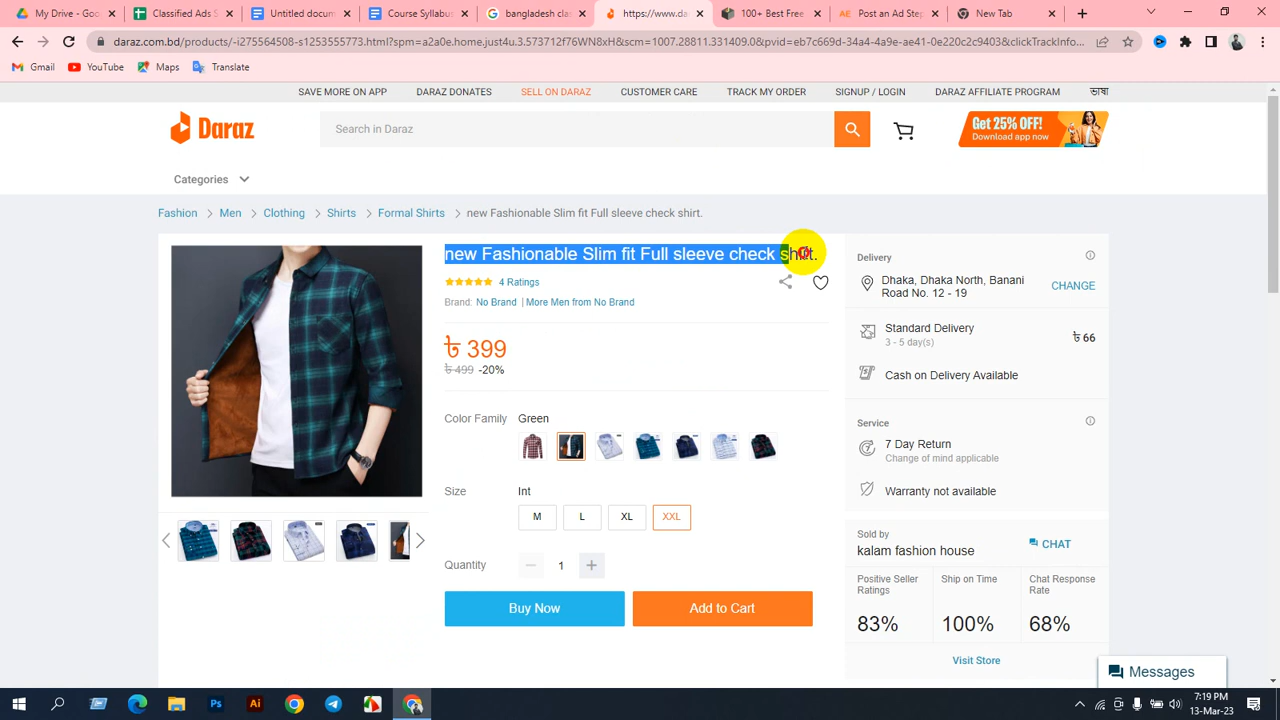 Classified Ads S
Untitled docum
Course Syllabus
bangladesh clas
https://www.da
100+ Best Free
Post an Ad Step
New Tab
daraz.com.bd/products/-i275564508-s1253555773.html?spm=a2a0e.home.just4u.3.573712f76WN8xH&scm=1007.28811.331409.0&pvid=eb7c669d-34a4-4a9e-ae41-0e220c2c9403&clickTrackInfo...
Gmail
YouTube
Maps
Translate
SAVE MORE ON APP
DARAZ DONATES
SELL ON DARAZ
CUSTOMER CARE
TRACK MY ORDER
SIGNUP / LOGIN
DARAZ AFFILIATE PROGRAM
ভাষা
Daraz
Search in Daraz
Get 25% OFF!
Download app now
Categories
Fashion
Men
Clothing
Shirts
Formal Shirts
new Fashionable Slim fit Full sleeve check shirt.
new Fashionable Slim fit Full sleeve check shirt.
4 Ratings
Brand: No Brand | More Men from No Brand
৳ 399
৳ 499 -20%
Color Family Green
Size Int
M
L
XL
XXL
Quantity
1
Buy Now
Add to Cart
Delivery
Dhaka, Dhaka North, Banani
Road No. 12 - 19
CHANGE
Standard Delivery
3 - 5 day(s)
৳ 66
Cash on Delivery Available
Service
7 Day Return
Change of mind applicable
Warranty not available
Sold by
kalam fashion house
CHAT
Positive Seller
Ratings
Ship on Time
Chat Response
Rate
83%
100%
68%
Visit Store
Messages
7:19 PM
13-Mar-23